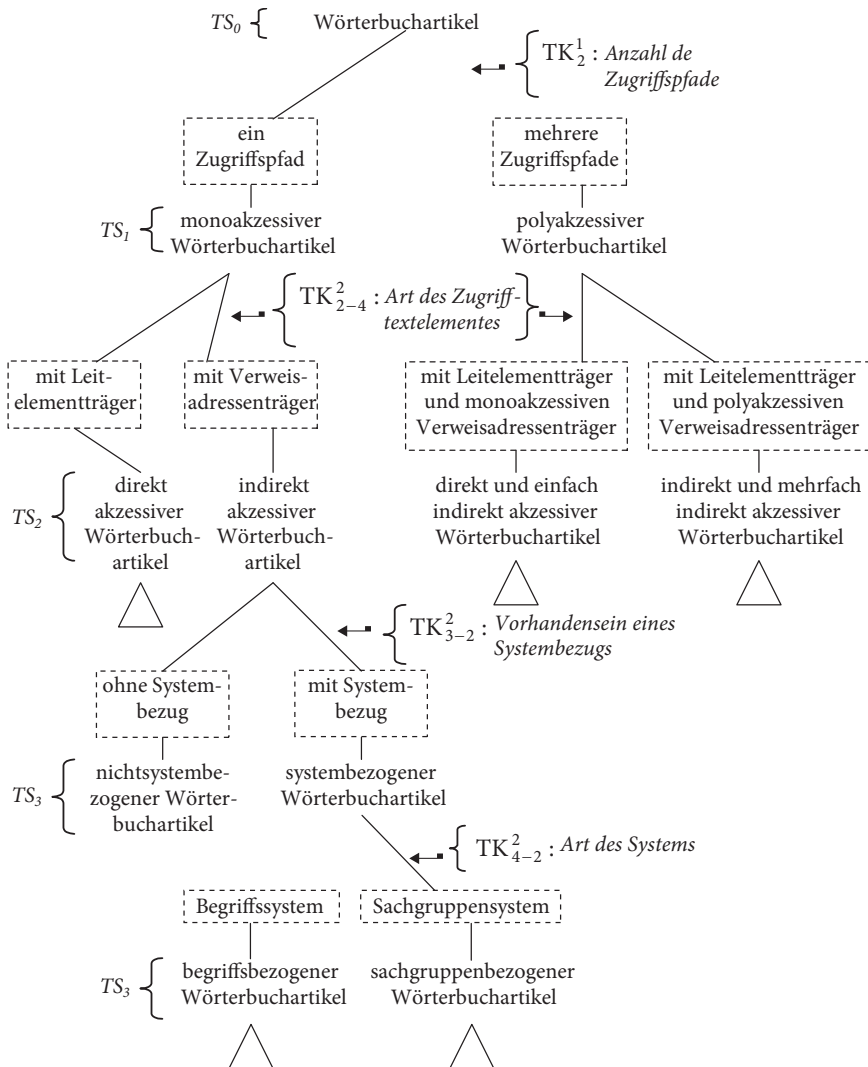 TS₀ { Wörterbuchartikel
TK¹₂ : Anzahl de
Zugriffspfade
ein
Zugriffspfad
mehrere
Zugriffspfade
TS₁ { monoakzessiver
Wörterbuchartikel
polyakzessiver
Wörterbuchartikel
TK²₂₋₄ : Art des Zugriff-
textelementes
mit Leit-
elementträger
mit Verweis-
adressenträger
mit Leitelementträger
und monoakzessiven
Verweisadressenträger
mit Leitelementträger
und polyakzessiven
Verweisadressenträger
TS₂ { direkt
akzessiver
Wörterbuch-
artikel
indirekt
akzessiver
Wörterbuch-
artikel
direkt und einfach
indirekt akzessiver
Wörterbuchartikel
indirekt und mehrfach
indirekt akzessiver
Wörterbuchartikel
TK²₃₋₂ : Vorhandensein eines
Systembezugs
ohne System-
bezug
mit System-
bezug
TS₃ { nichtsystembe-
zogener Wörter-
buchartikel
systembezogener
Wörterbuchartikel
TK²₄₋₂ : Art des Systems
Begriffssystem
Sachgruppensystem
TS₃ { begriffsbezogener
Wörterbuchartikel
sachgruppenbezogener
Wörterbuchartikel